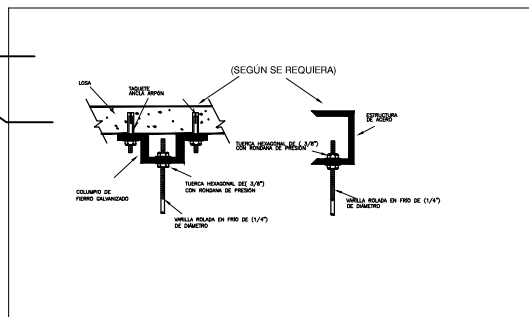 (SEGÚN SE REQUIERA)
LOSA
TAQUETE
ANCLA ARPÓN
ESTRUCTURA
DE ACERO
TUERCA HEXAGONAL DE ( 3/8")
CON RONDANA DE PRESIÓN
COLUMPIO DE
FIERRO GALVANIZADO
TUERCA HEXAGONAL DE( 3/8")
CON RONDANA DE PRESIÓN
VARILLA ROLADA EN FRÍO DE (1/4")
DE DIÁMETRO
VARILLA ROLADA EN FRÍO DE (1/4")
DE DIÁMETRO